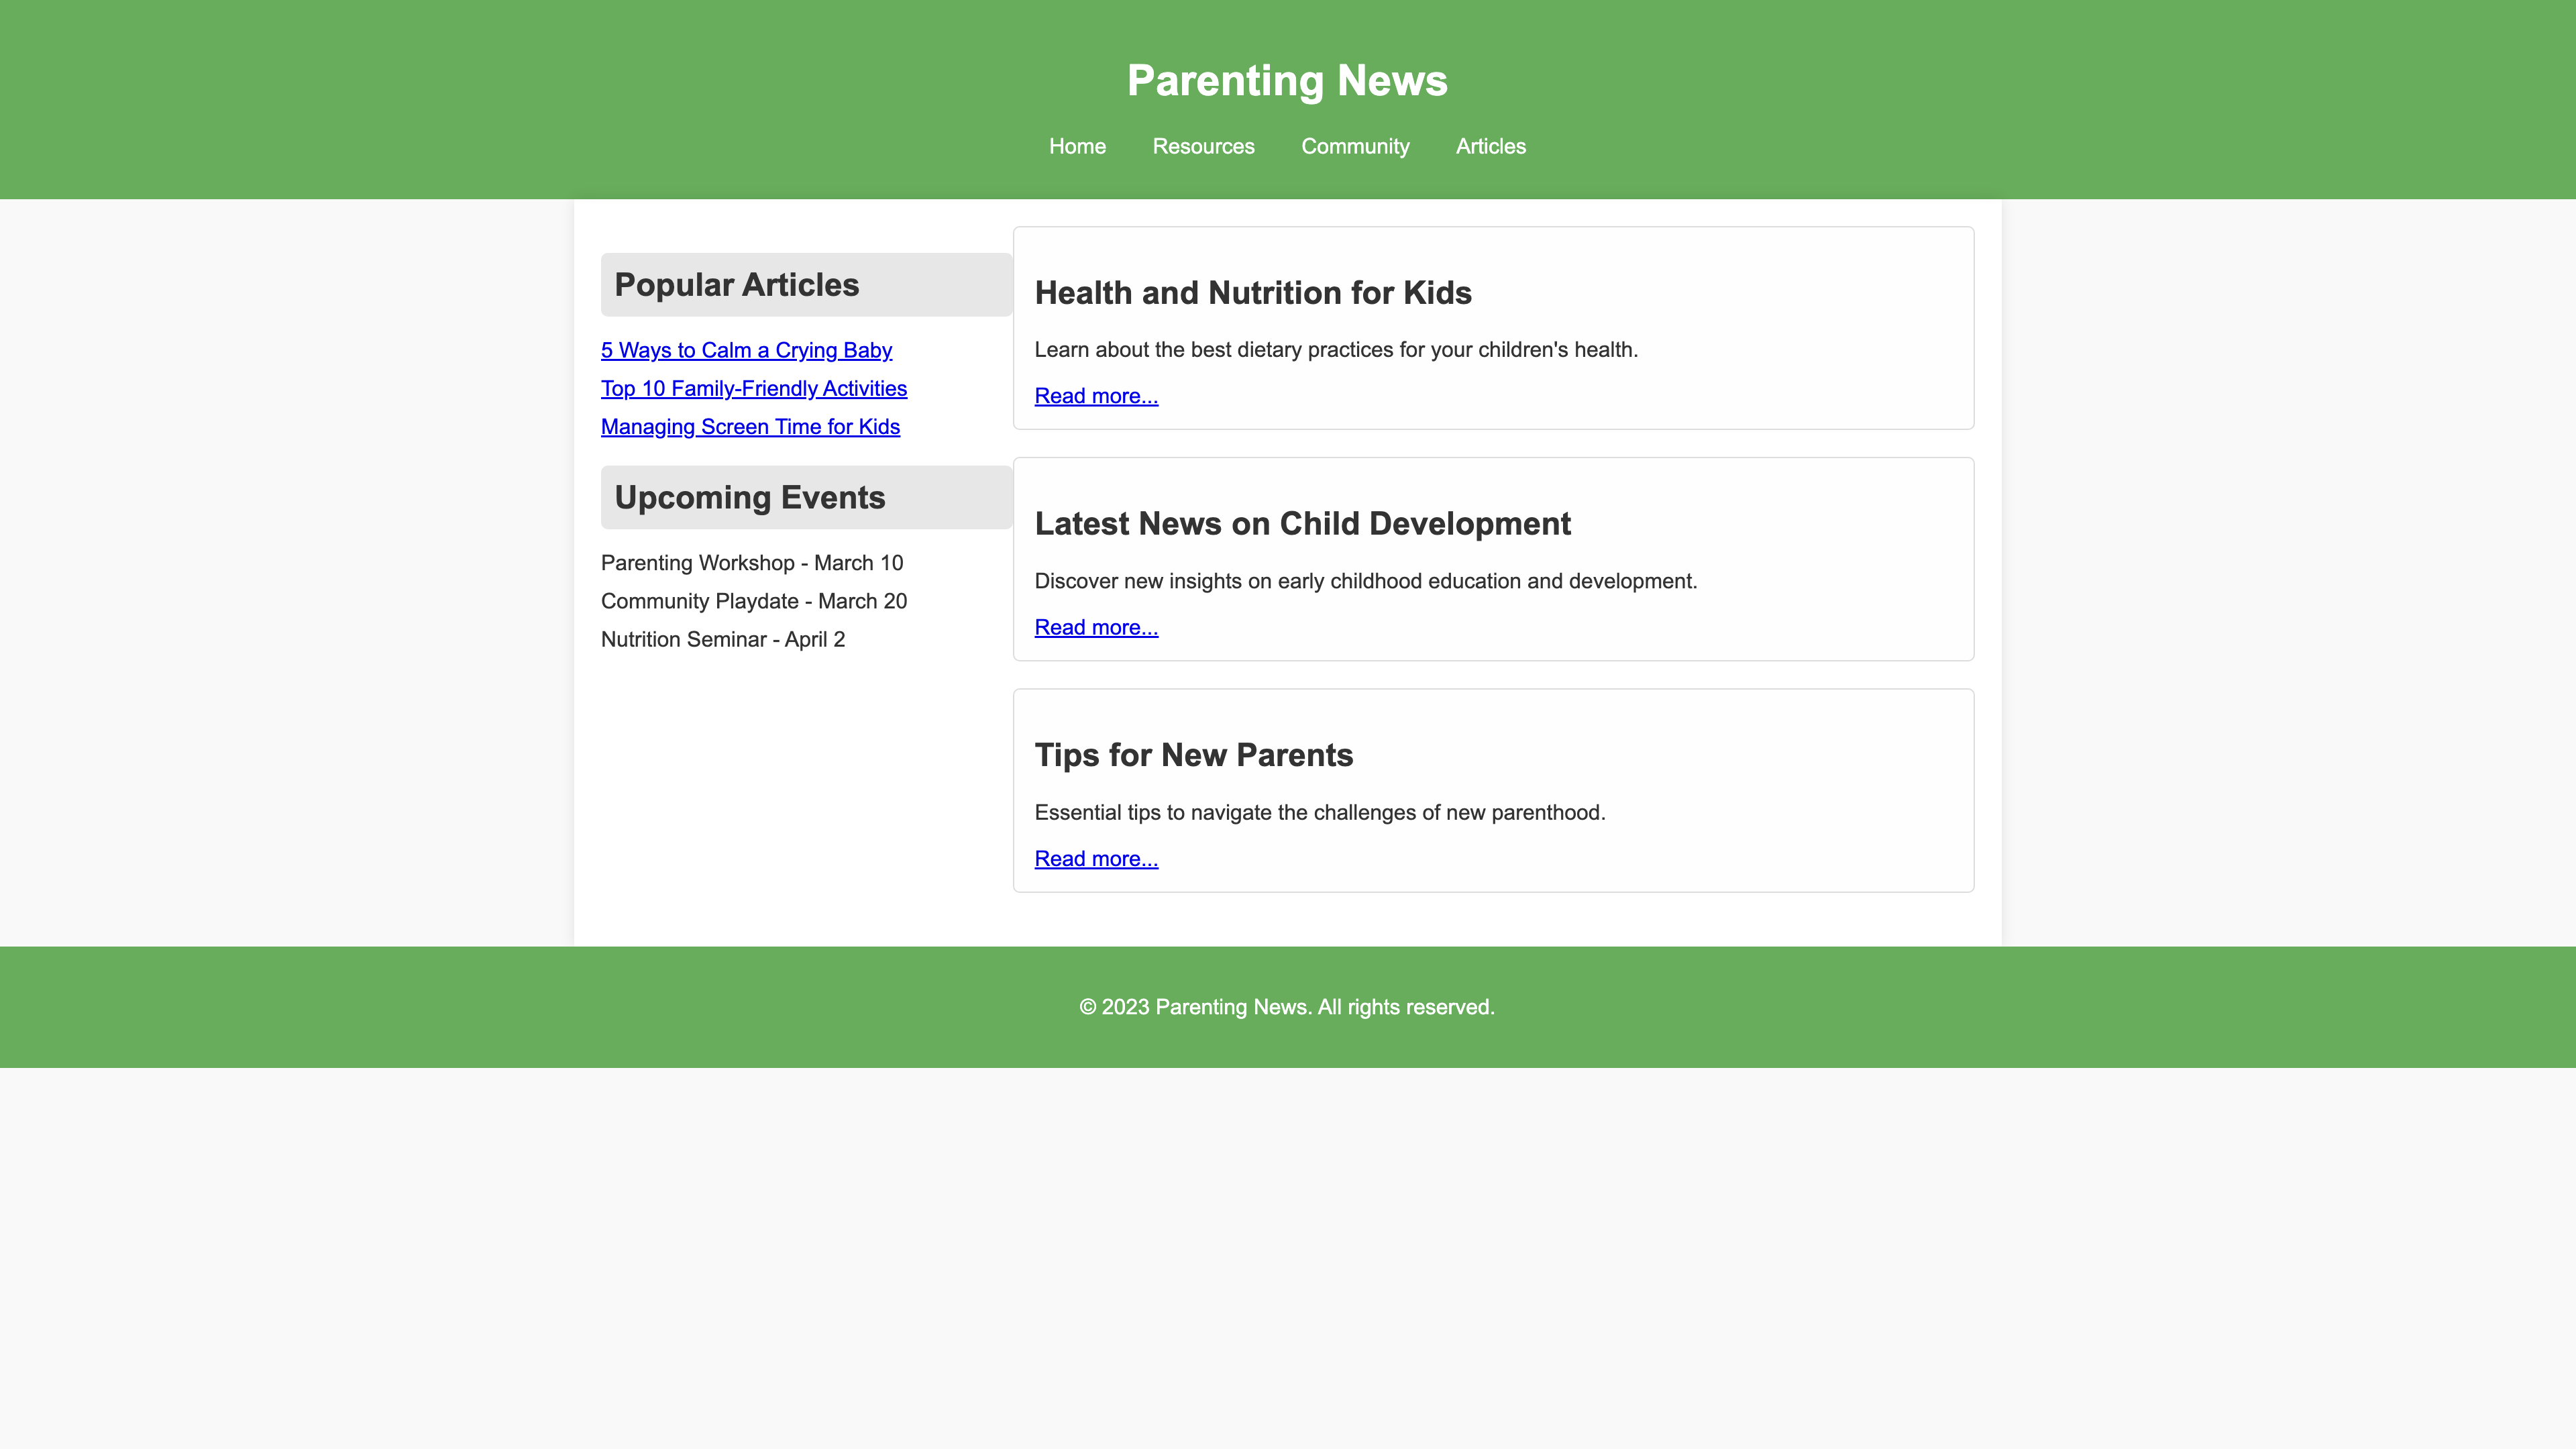 Parenting News
Home Resources Community Articles
Popular Articles
5 Ways to Calm a Crying Baby
Top 10 Family-Friendly Activities
Managing Screen Time for Kids
Upcoming Events
Parenting Workshop - March 10
Community Playdate - March 20
Nutrition Seminar - April 2
Health and Nutrition for Kids
Learn about the best dietary practices for your children's health.
Read more...
Latest News on Child Development
Discover new insights on early childhood education and development.
Read more...
Tips for New Parents
Essential tips to navigate the challenges of new parenthood.
Read more...
© 2023 Parenting News. All rights reserved.